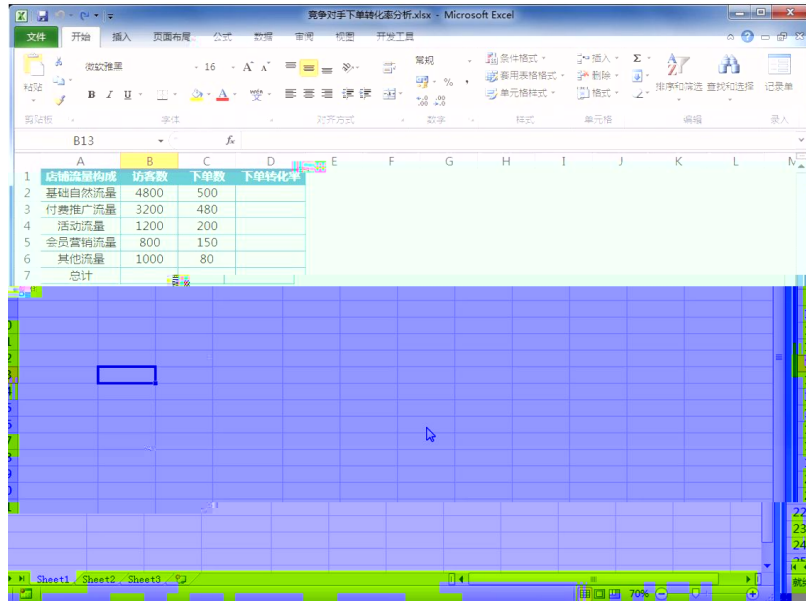 竞争对手下单转化率分析.xlsx - Microsoft Excel
文件 开始 插入 页面布局 公式 数据 审阅 视图 开发工具
微软雅黑 16 A A 常规 条件格式 插入 Σ
粘贴 B I U A % 套用表格格式 删除 排序和筛选 查找和选择 记录单
单元格样式 格式
剪贴板 字体 对齐方式 数字 样式 单元格 编辑 录入
B13 fx
A B C D E F G H I J K L M
1 店铺流量构成 访客数 下单数 下单转化率
2 基础自然流量 4800 500
3 付费推广流量 3200 480
4 活动流量 1200 200
5 会员营销流量 800 150
6 其他流量 1000 80
7 总计
22
23
24
Sheet1 Sheet2 Sheet3
70%